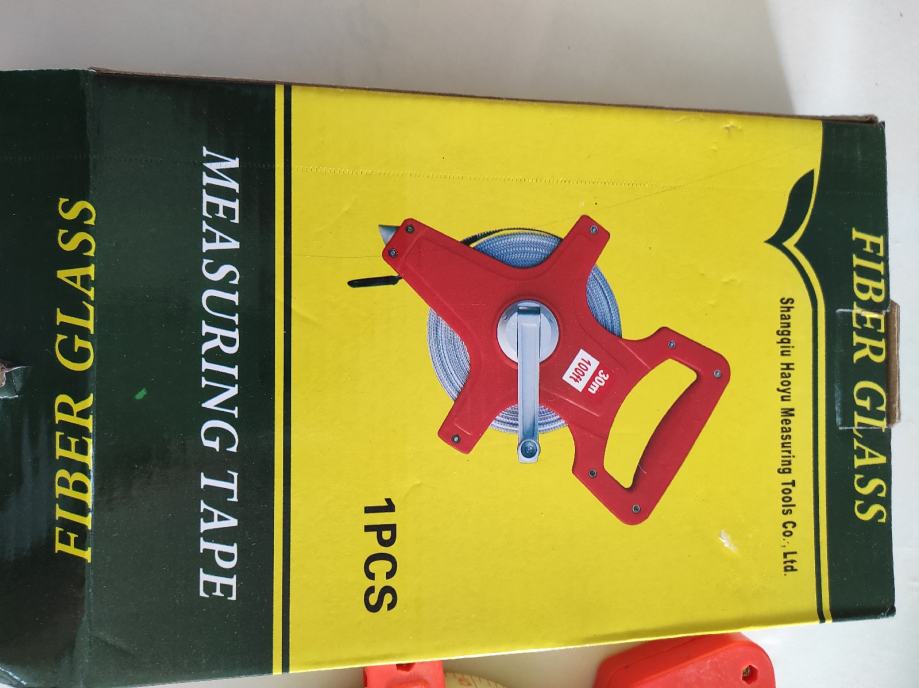 FIBER GLASS
Shangqiu Haoyu Measuring Tools Co., Ltd.
30m
100ft
1PCS
MEASURING TAPE
FIBER GLASS